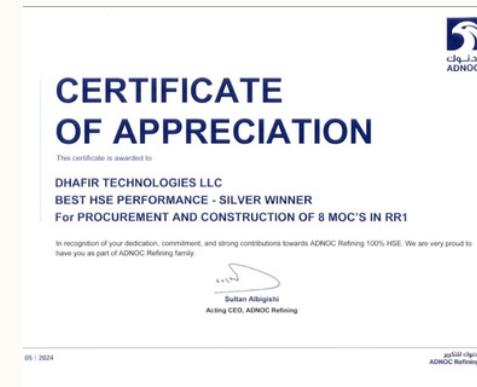 أدنوك
ADNOC
CERTIFICATE
OF APPRECIATION
This certificate is awarded to
DHAFIR TECHNOLOGIES LLC
BEST HSE PERFORMANCE - SILVER WINNER
For PROCUREMENT AND CONSTRUCTION OF 8 MOC'S IN RR1
In recognition of your dedication, commitment, and strong contributions towards ADNOC Refining 100% HSE. We are very proud to
have you as part of ADNOC Refining family.
Sultan Albigishi
Acting CEO, ADNOC Refining
05 | 2024
أدنوك للتكرير
ADNOC Refining